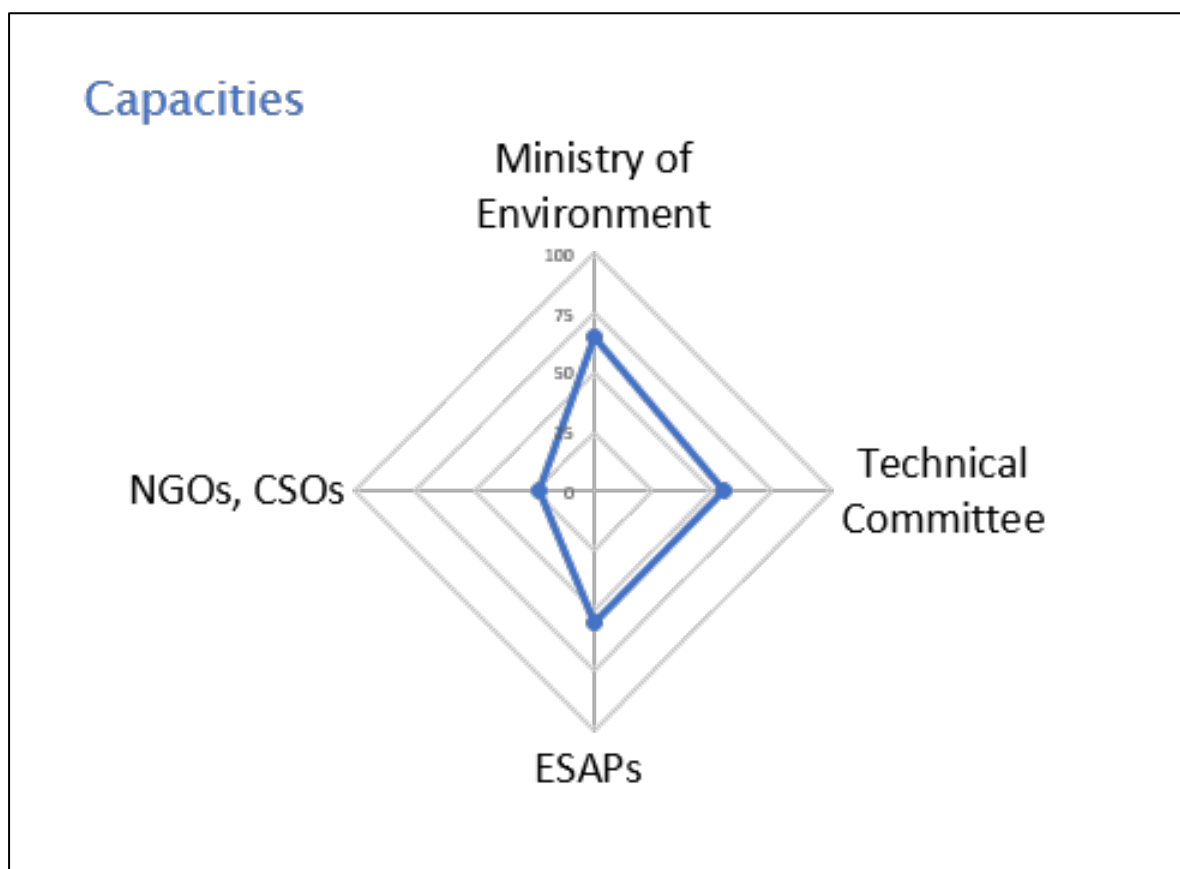 Capacities
Ministry of
Environment
100
75
50
25
0
NGOs, CSOs
Technical
Committee
ESAPs